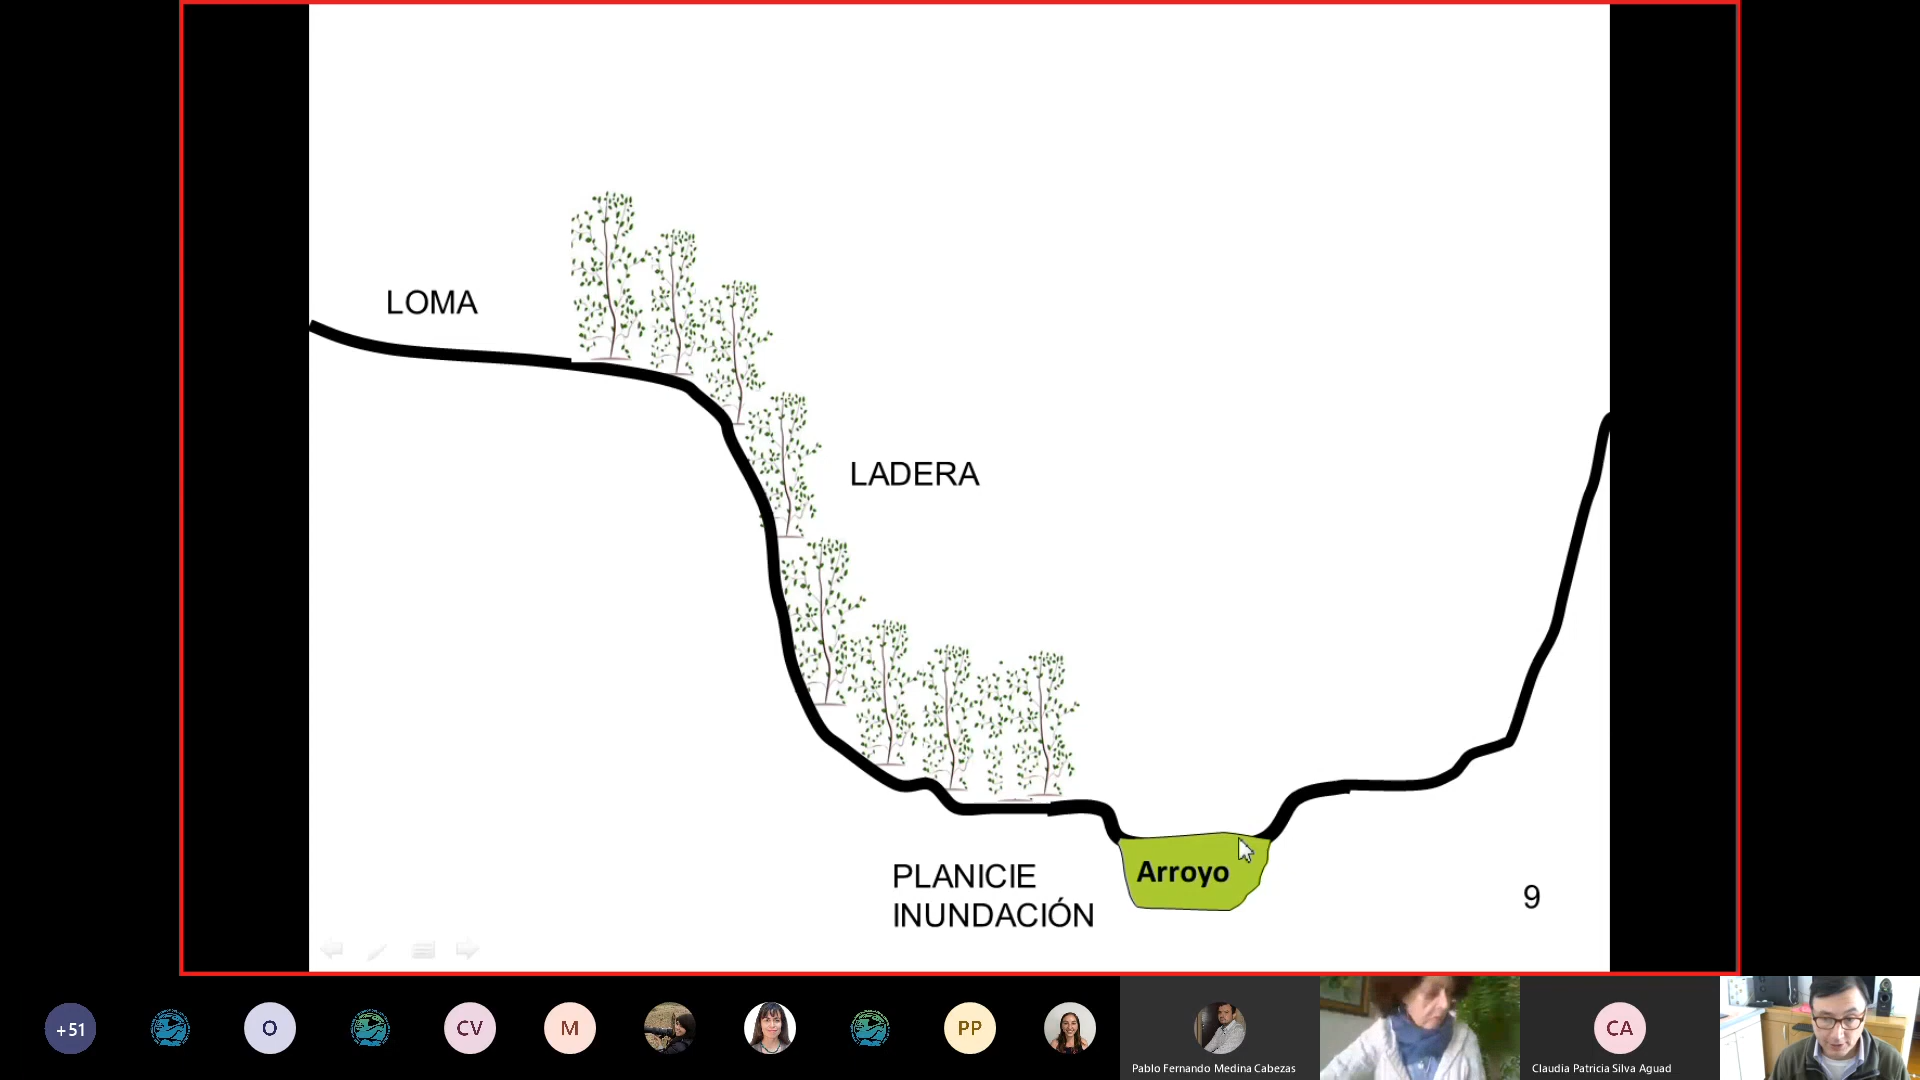 LOMA
LADERA
PLANICIE
INUNDACIÓN
Arroyo
9
+51
O
CV
M
PP
Pablo Fernando Medina Cabezas
CA
Claudia Patricia Silva Aguad